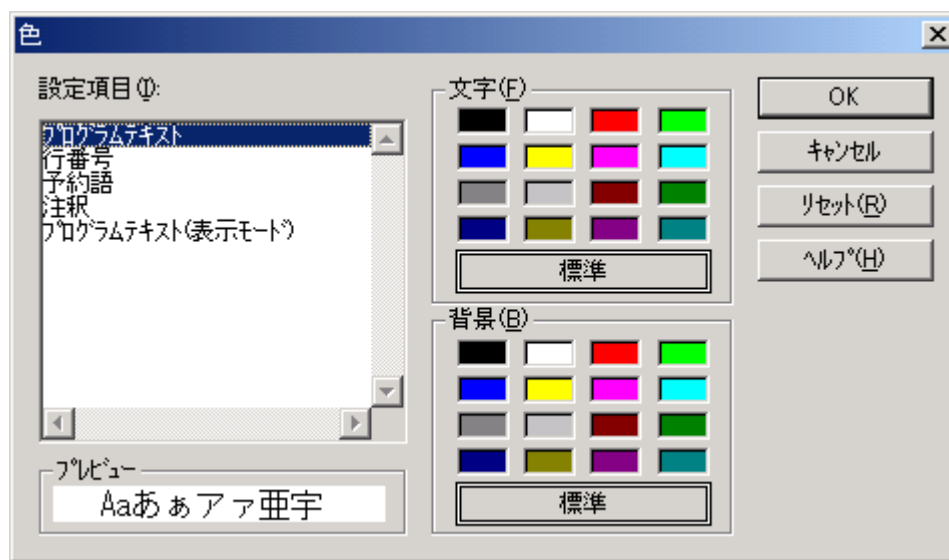 色
設定項目(I):
ﾌﾟﾛｸﾞﾗﾑﾃｷｽﾄ
行番号
予約語
注釈
ﾌﾟﾛｸﾞﾗﾑﾃｷｽﾄ(表示ﾓｰﾄﾞ)
ﾌﾟﾚﾋﾞｭｰ
Aaあぁアァ亜宇
文字(F)
標準
背景(B)
標準
OK
ｷｬﾝｾﾙ
ﾘｾｯﾄ(R)
ﾍﾙﾌﾟ(H)